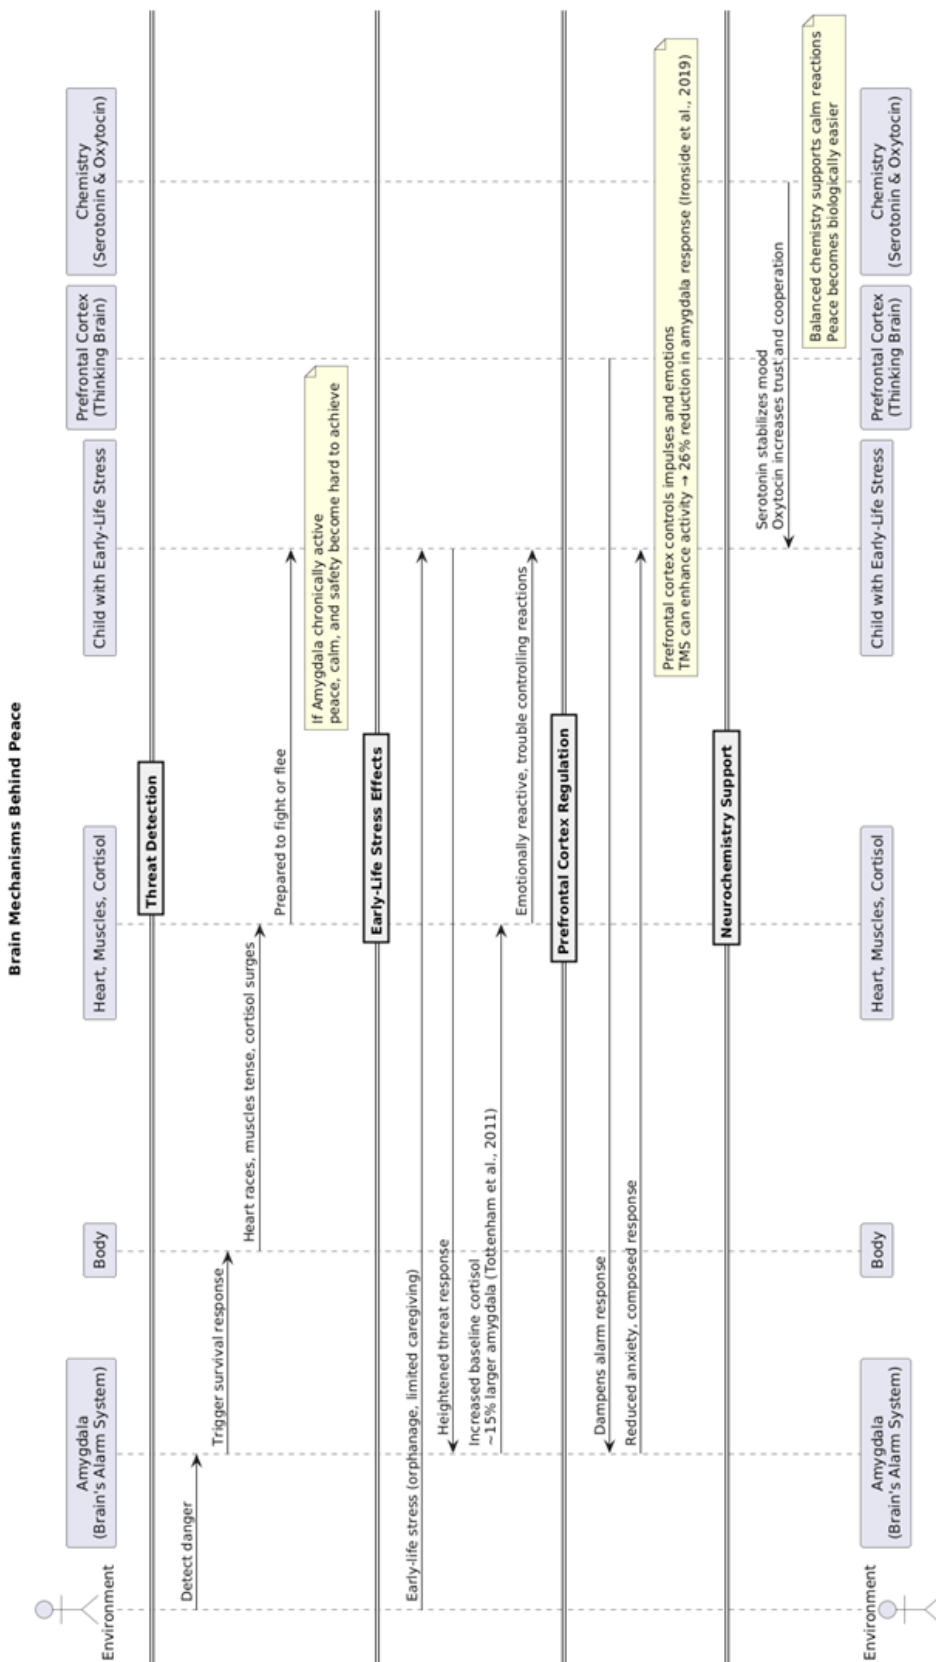 Brain Mechanisms Behind Peace
Environment
Amygdala
(Brain's Alarm System)
Body
Heart, Muscles, Cortisol
Child with Early-Life Stress
Prefrontal Cortex
(Thinking Brain)
Chemistry
(Serotonin & Oxytocin)
Threat Detection
Detect danger
Trigger survival response
Heart races, muscles tense, cortisol surges
Prepared to fight or flee
If Amygdala chronically active
peace, calm, and safety become hard to achieve
Early-Life Stress Effects
Early-life stress (orphanage, limited caregiving)
Heightened threat response
Increased baseline cortisol
~15% larger amygdala (Tottenham et al., 2011)
Emotionally reactive, trouble controlling reactions
Prefrontal Cortex Regulation
Dampens alarm response
Reduced anxiety, composed response
Prefrontal cortex controls impulses and emotions
TMS can enhance activity → 26% reduction in amygdala response (Ironside et al., 2019)
Neurochemistry Support
Serotonin stabilizes mood
Oxytocin increases trust and cooperation
Balanced chemistry supports calm reactions
Peace becomes biologically easier
Environment
Amygdala
(Brain's Alarm System)
Body
Heart, Muscles, Cortisol
Child with Early-Life Stress
Prefrontal Cortex
(Thinking Brain)
Chemistry
(Serotonin & Oxytocin)